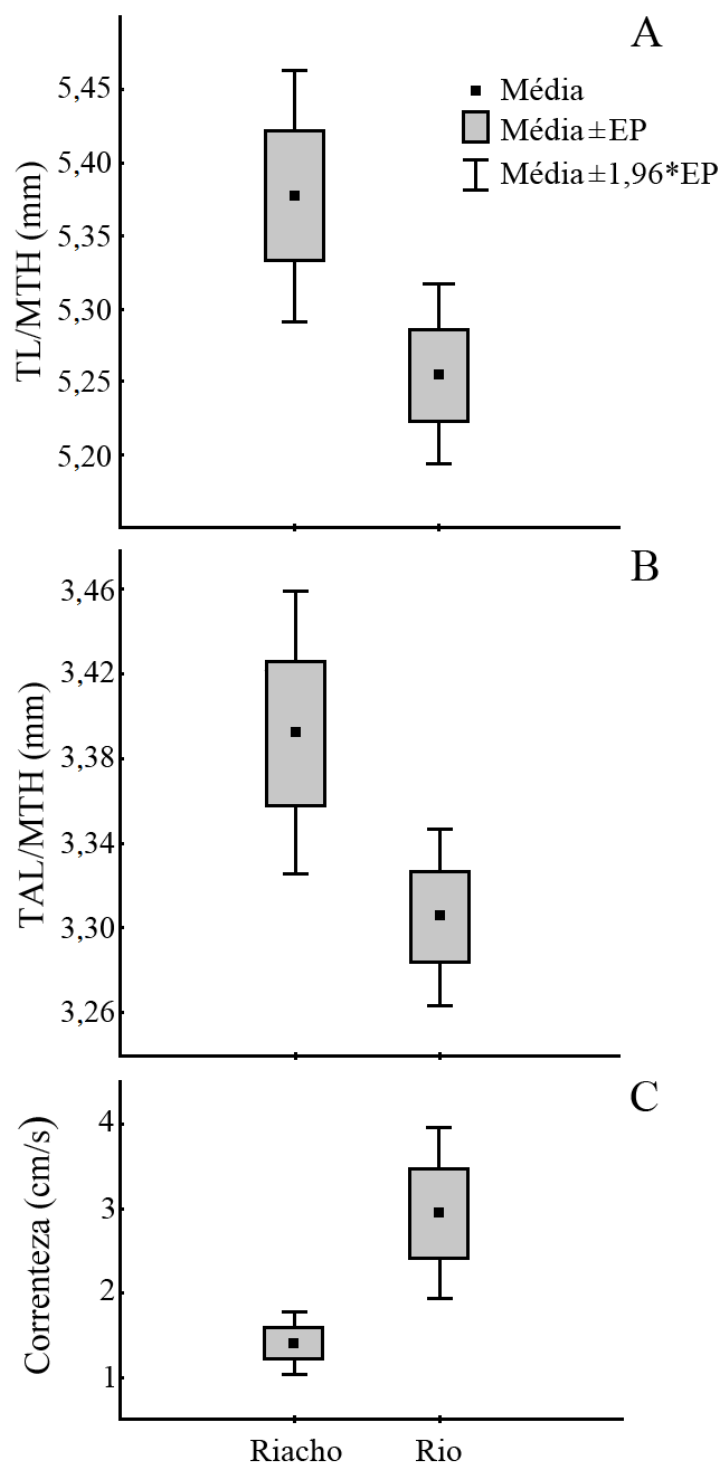 A
5,45
5,40
5,35
5,30
5,25
5,20
TL/MTH (mm)
Média
Média±EP
Média±1,96*EP
B
3,46
3,42
3,38
3,34
3,30
3,26
TAL/MTH (mm)
C
4
3
2
1
Correnteza (cm/s)
Riacho Rio